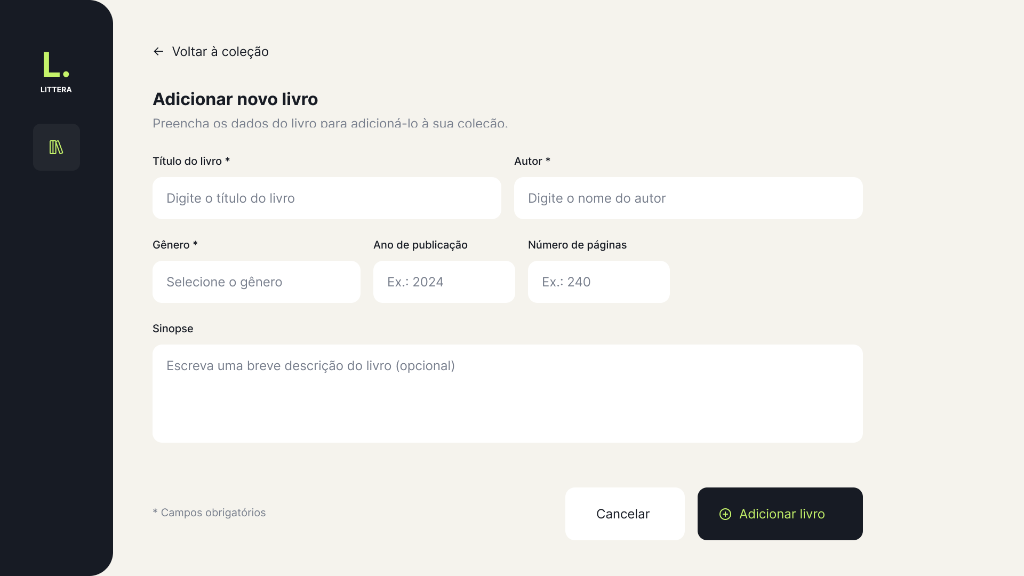 L.
LITTERA
← Voltar à coleção
Adicionar novo livro
Preencha os dados do livro para adicioná-lo à sua coleção.
Título do livro *
Autor *
Digite o título do livro
Digite o nome do autor
Gênero *
Ano de publicação
Número de páginas
Selecione o gênero
Ex.: 2024
Ex.: 240
Sinopse
Escreva uma breve descrição do livro (opcional)
* Campos obrigatórios
Cancelar
Adicionar livro